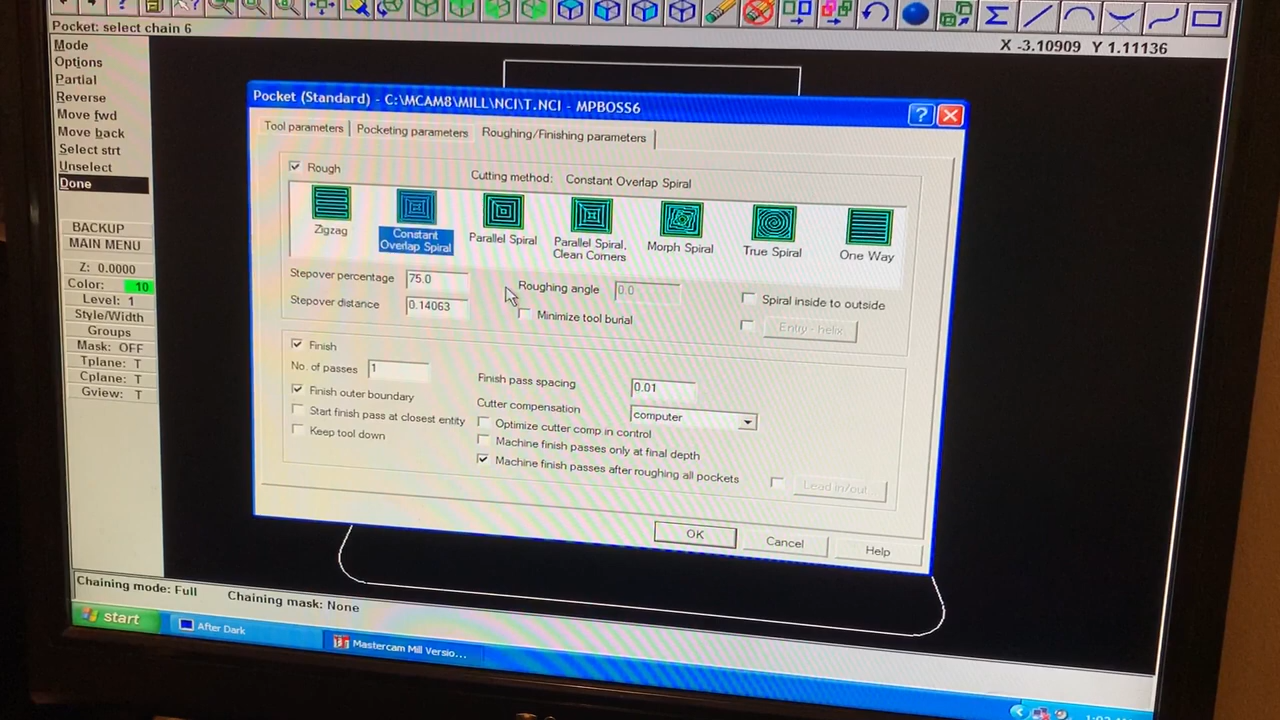 Pocket: select chain 6
X -3.10909 Y 1.11136
Mode
Options
Partial
Reverse
Move fwd
Move back
Select strt
Unselect
Done
BACKUP
MAIN MENU
Z: 0.0000
Color: 10
Level: 1
Style/Width
Groups
Mask: OFF
Tplane: T
Cplane: T
Gview: T
Pocket (Standard) - C:\MCAM8\MILL\NCI\T.NCI - MPBOSS6
Tool parameters
Pocketing parameters
Roughing/Finishing parameters
Rough
Cutting method: Constant Overlap Spiral
Zigzag
Constant
Overlap Spiral
Parallel Spiral
Parallel Spiral,
Clean Corners
Morph Spiral
True Spiral
One Way
Stepover percentage 75.0
Stepover distance 0.14063
Roughing angle 0.0
Minimize tool burial
Spiral inside to outside
Entry - helix
Finish
No. of passes 1
Finish outer boundary
Start finish pass at closest entity
Keep tool down
Finish pass spacing 0.01
Cutter compensation computer
Optimize cutter comp in control
Machine finish passes only at final depth
Machine finish passes after roughing all pockets
Lead in/out...
OK
Cancel
Help
Chaining mode: Full Chaining mask: None
start
After Dark
Mastercam Mill Versio...